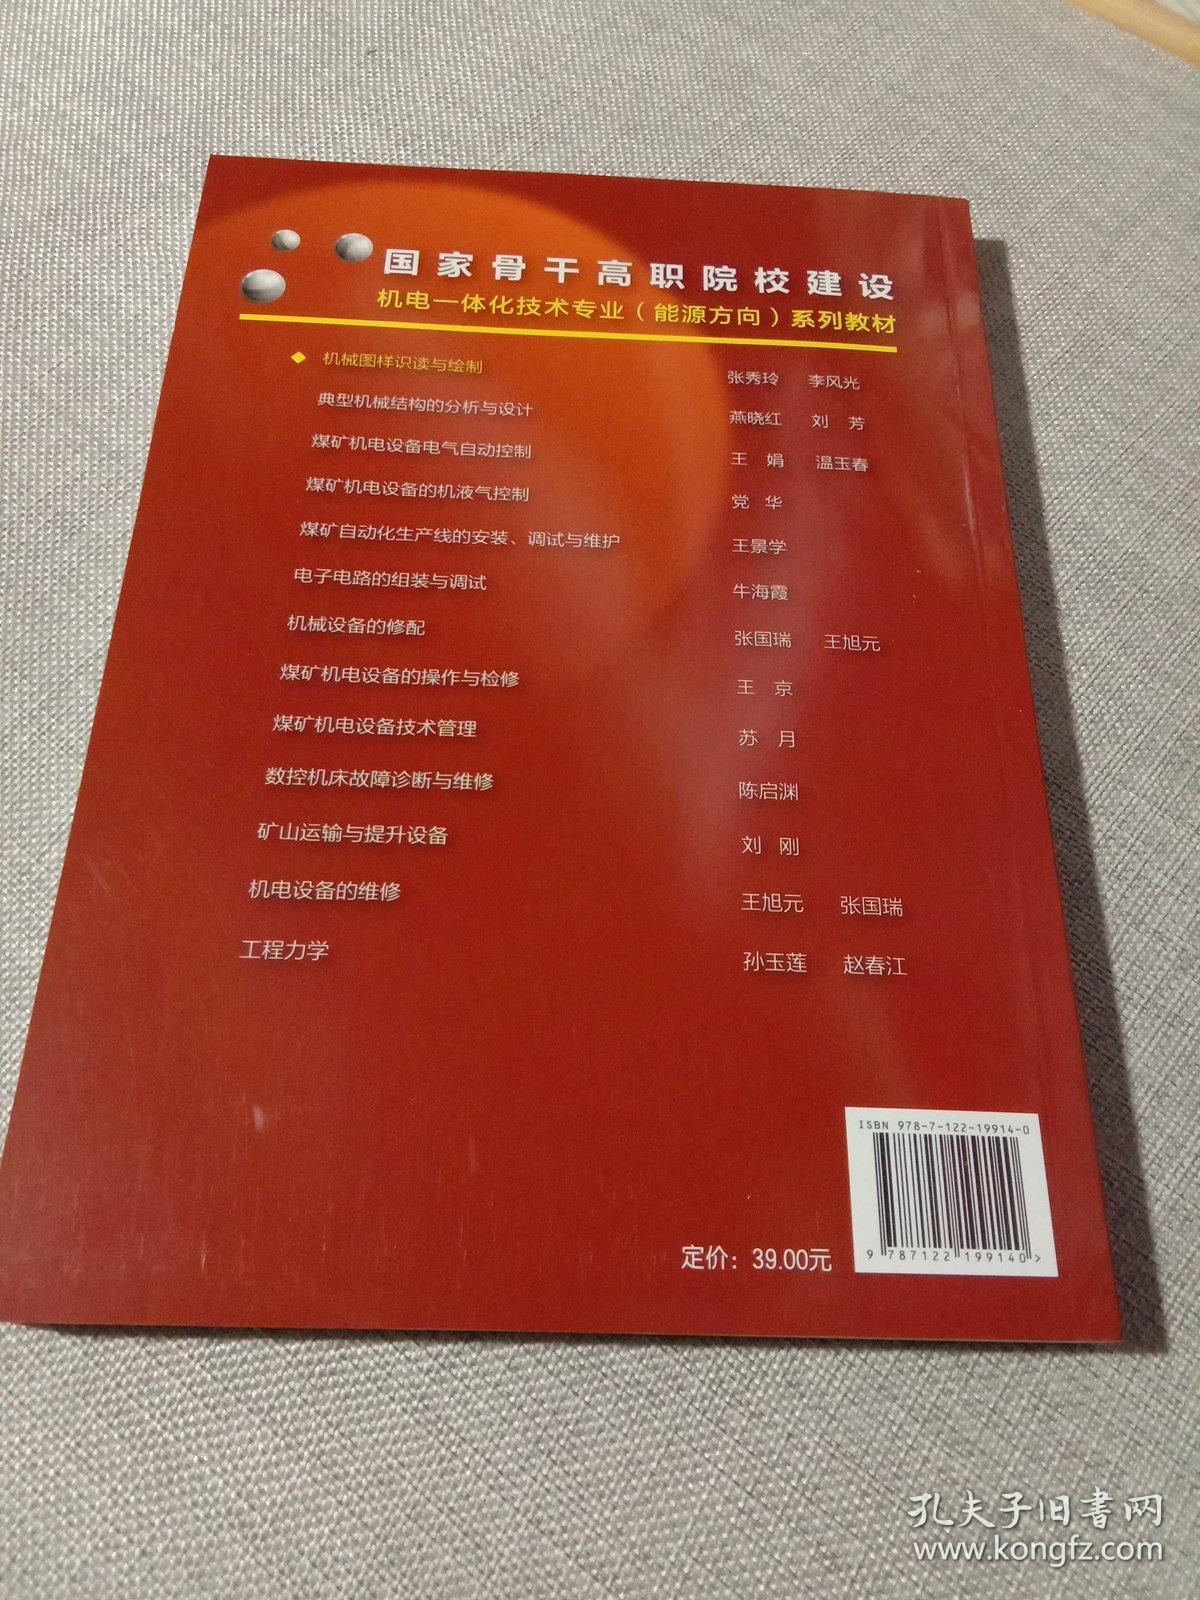 国家骨干高职院校建设
机电一体化技术专业（能源方向）系列教材
◆ 机械图样识读与绘制 张秀玲 李风光
典型机械结构的分析与设计 燕晓红 刘芳
煤矿机电设备电气自动控制 王娟 温玉春
煤矿机电设备的机液气控制 党华
煤矿自动化生产线的安装、调试与维护 王景学
电子电路的组装与调试 牛海霞
机械设备的修配 张国瑞 王旭元
煤矿机电设备的操作与检修 王京
煤矿机电设备技术管理 苏月
数控机床故障诊断与维修 陈启渊
矿山运输与提升设备 刘刚
机电设备的维修 王旭元 张国瑞
工程力学 孙玉莲 赵春江
ISBN 978-7-122-19914-0
9 787122 199140 >
定价：39.00元
孔夫子旧书网
www.kongfz.com